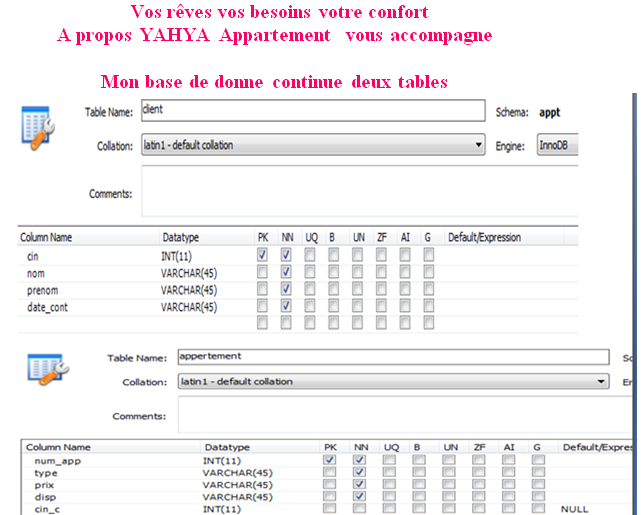 Vos rêves vos besoins votre confort
A propos YAHYA Appartement vous accompagne
Mon base de donne continue deux tables
Table Name: client Schema: appt
Collation: latin1 - default collation Engine: InnoDB
Comments:
Column Name Datatype PK NN UQ B UN ZF AI G Default/Expression
cin INT(11)
nom VARCHAR(45)
prenom VARCHAR(45)
date_cont VARCHAR(45)
Table Name: appertement Sc
Collation: latin1 - default collation Er
Comments:
Column Name Datatype PK NN UQ B UN ZF AI G Default/Expres
num_app INT(11)
type VARCHAR(45)
prix VARCHAR(45)
disp VARCHAR(45)
cin_c INT(11) NULL